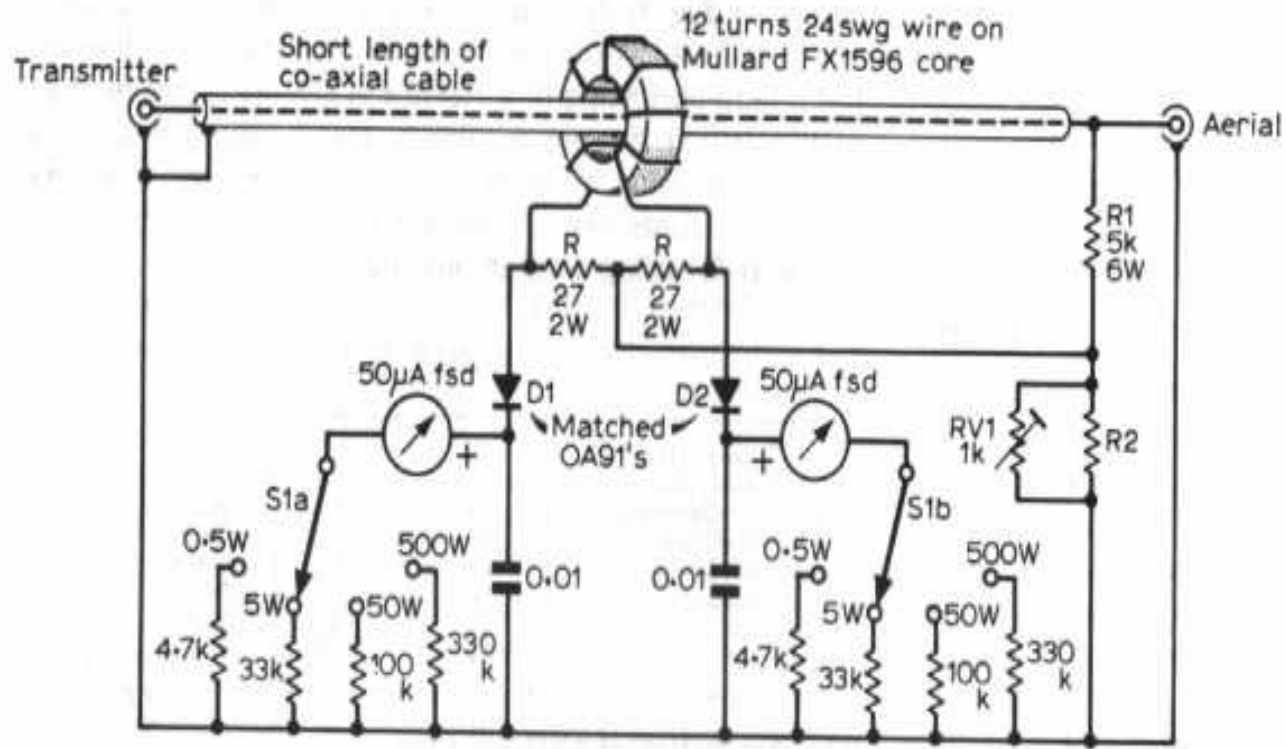 12 turns 24 swg wire on
Mullard FX1596 core
Short length of
co-axial cable
Transmitter
Aerial
R1
5k
6W
R
27
2W
R
27
2W
50μA fsd
+
D1
Matched
OA91's
D2
50μA fsd
+
RV1
1k
R2
S1a
0·5W
5W
50W
500W
4·7k
33k
100
k
330
k
0·01
0·01
S1b
0·5W
5W
50W
500W
4·7k
33k
100
k
330
k